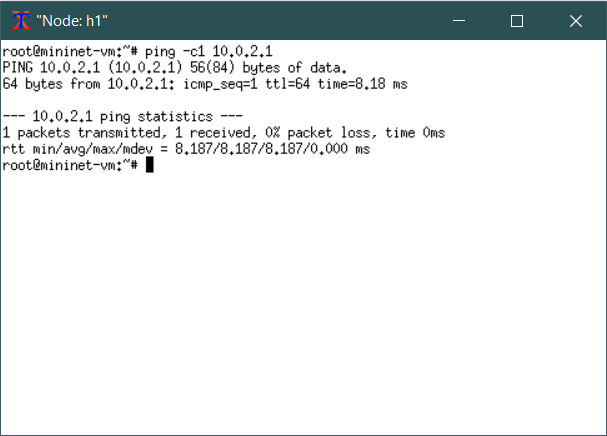 "Node: h1"
root@mininet-vm:~# ping -c1 10.0.2.1
PING 10.0.2.1 (10.0.2.1) 56(84) bytes of data.
64 bytes from 10.0.2.1: icmp_seq=1 ttl=64 time=8.18 ms
--- 10.0.2.1 ping statistics ---
1 packets transmitted, 1 received, 0% packet loss, time 0ms
rtt min/avg/max/mdev = 8.187/8.187/8.187/0.000 ms
root@mininet-vm:~#